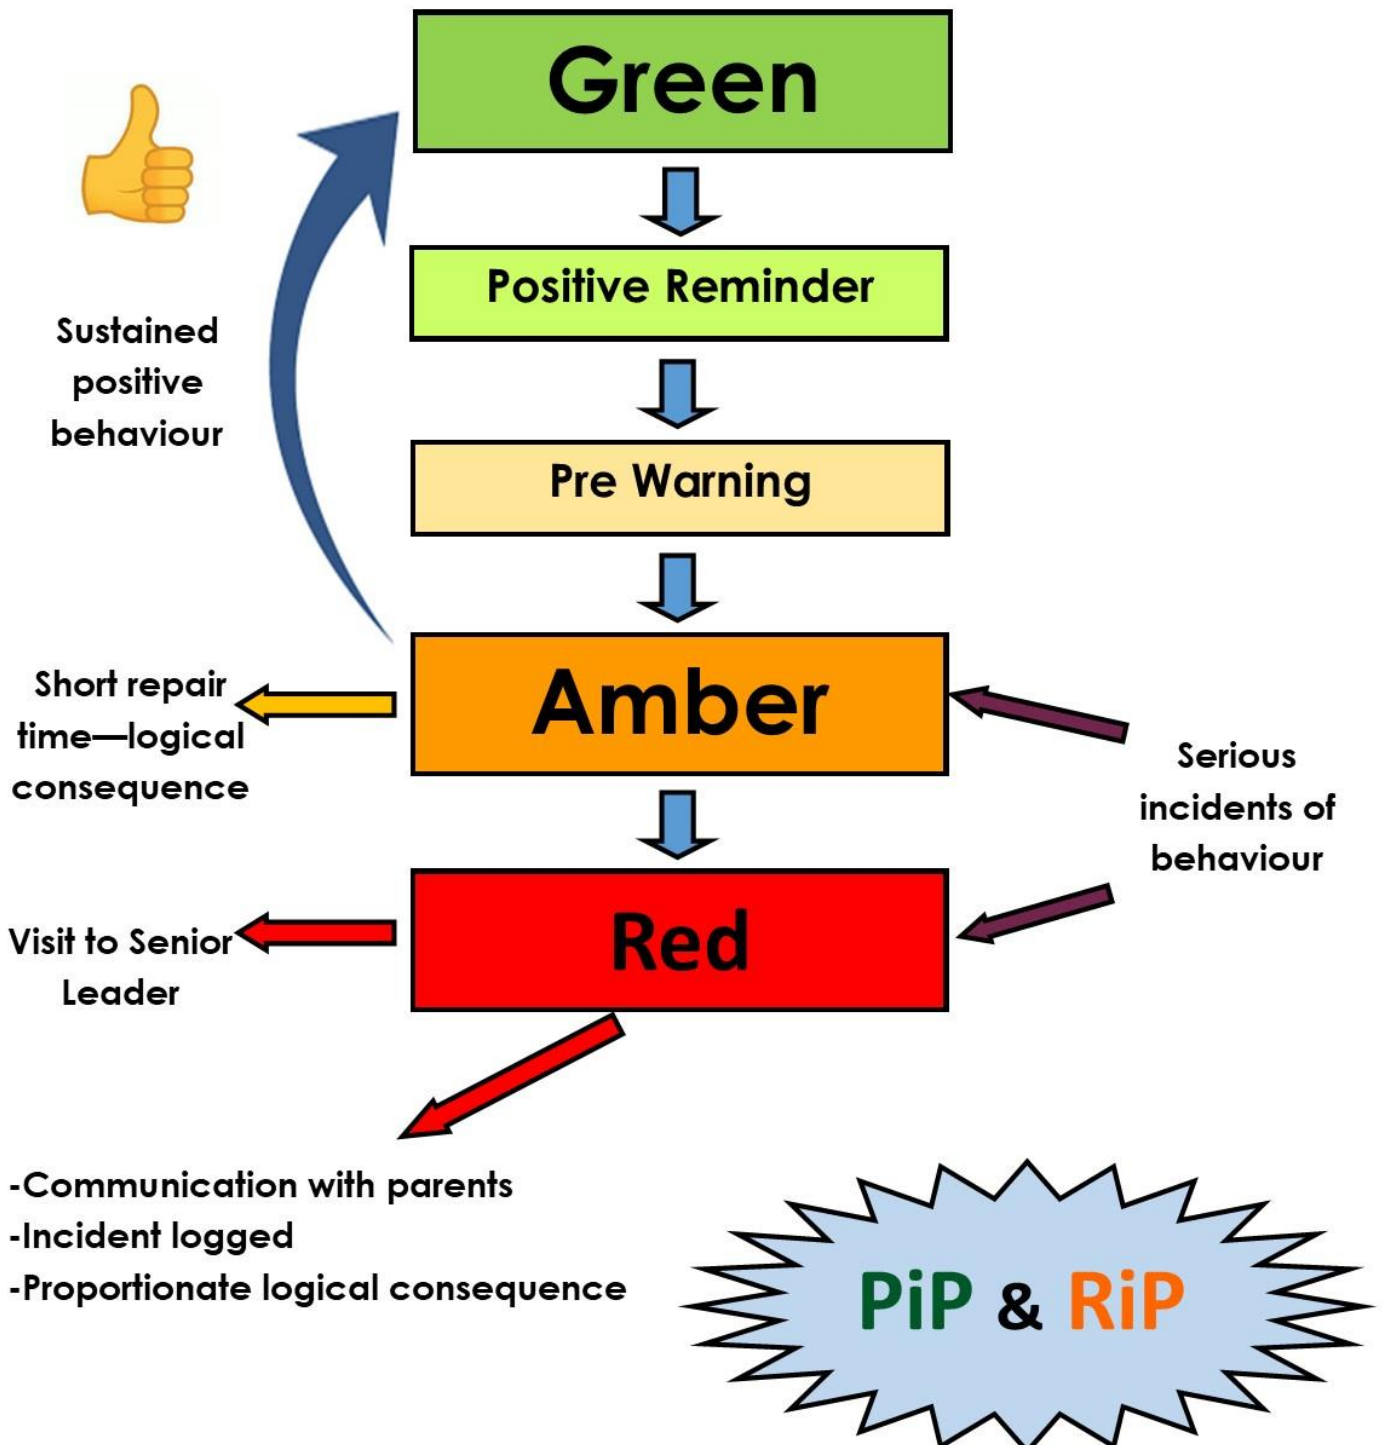 Green
Positive Reminder
Sustained
positive
behaviour
Pre Warning
Amber
Short repair
time—logical
consequence
Serious
incidents of
behaviour
Red
Visit to Senior
Leader
-Communication with parents
-Incident logged
-Proportionate logical consequence
PiP & RiP